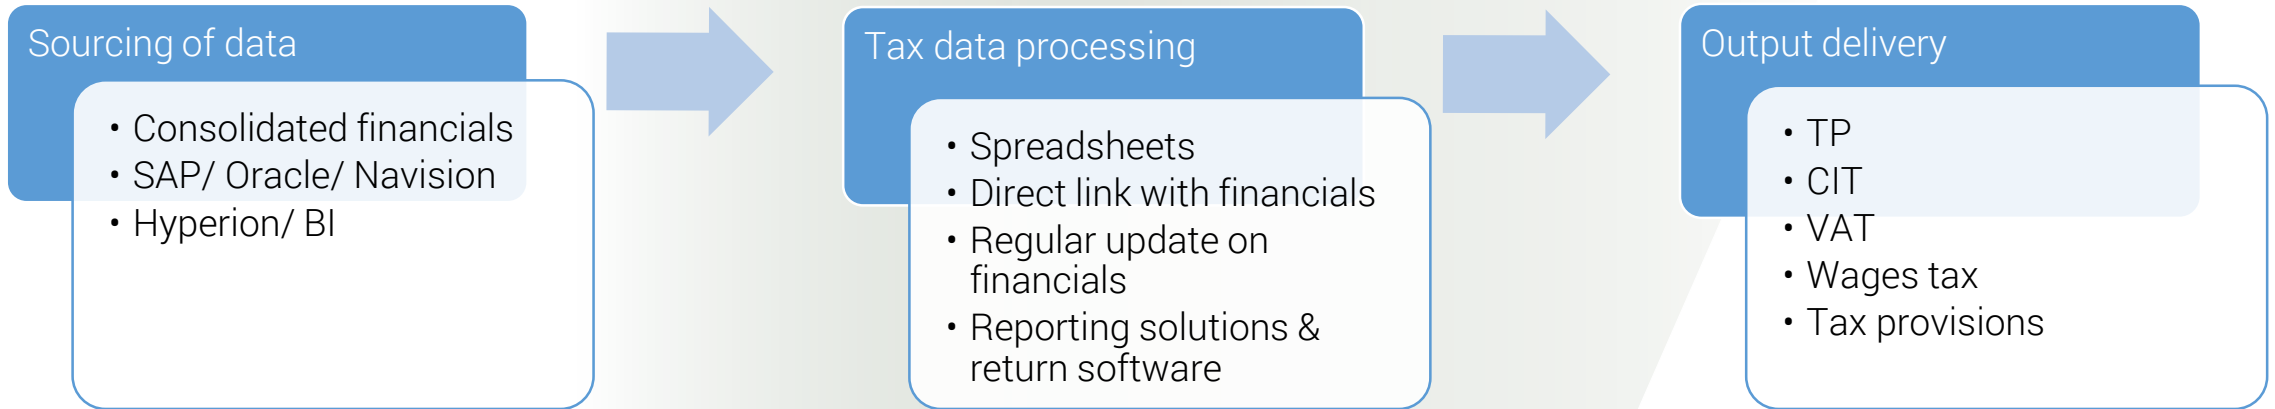 Sourcing of data
• Consolidated financials
• SAP/ Oracle/ Navision
• Hyperion/ BI
Tax data processing
• Spreadsheets
• Direct link with financials
• Regular update on
financials
• Reporting solutions &
return software
Output delivery
• TP
• CIT
• VAT
• Wages tax
• Tax provisions